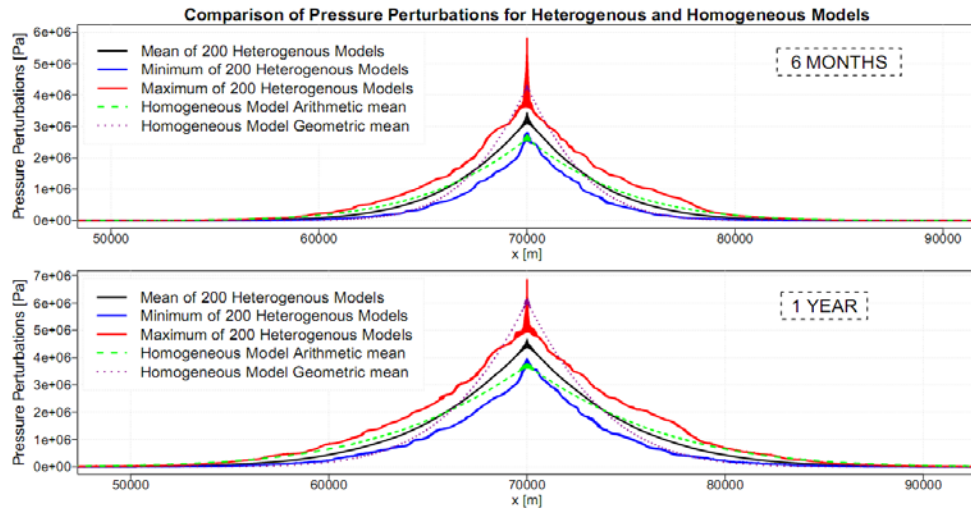 Comparison of Pressure Perturbations for Heterogenous and Homogeneous Models
Pressure Perturbations [Pa]
6e+06
5e+06
4e+06
3e+06
2e+06
1e+06
0e+00
Mean of 200 Heterogenous Models
Minimum of 200 Heterogenous Models
Maximum of 200 Heterogenous Models
Homogeneous Model Arithmetic mean
Homogeneous Model Geometric mean
6 MONTHS
50000 60000 70000 80000 90000
x [m]
Pressure Perturbations [Pa]
7e+06
6e+06
5e+06
4e+06
3e+06
2e+06
1e+06
0e+00
Mean of 200 Heterogenous Models
Minimum of 200 Heterogenous Models
Maximum of 200 Heterogenous Models
Homogeneous Model Arithmetic mean
Homogeneous Model Geometric mean
1 YEAR
50000 60000 70000 80000 90000
x [m]